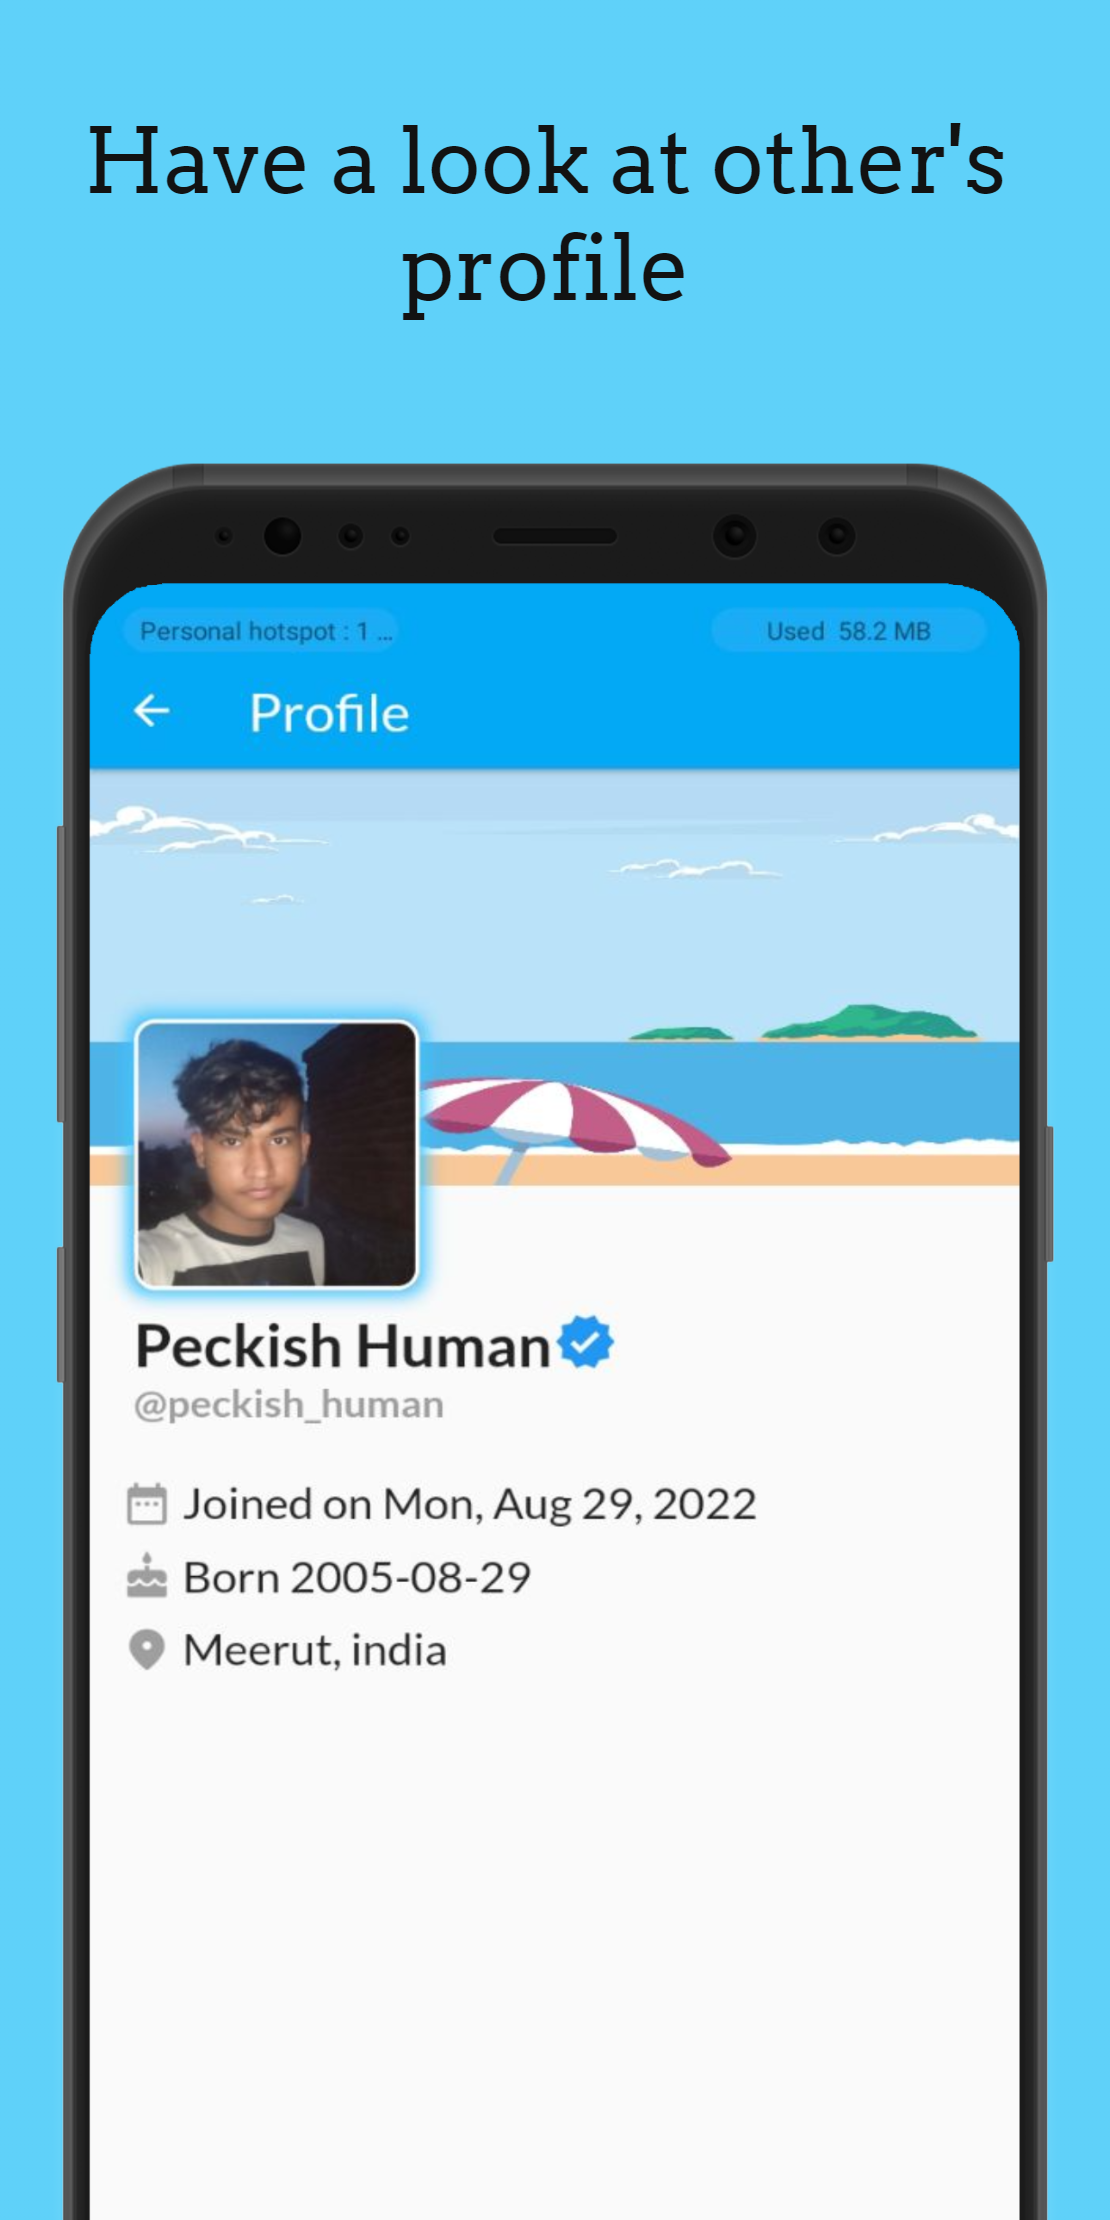 Have a look at other's
profile
Personal hotspot : 1 ...
Used 58.2 MB
Profile
Peckish Human
@peckish_human
Joined on Mon, Aug 29, 2022
Born 2005-08-29
Meerut, india